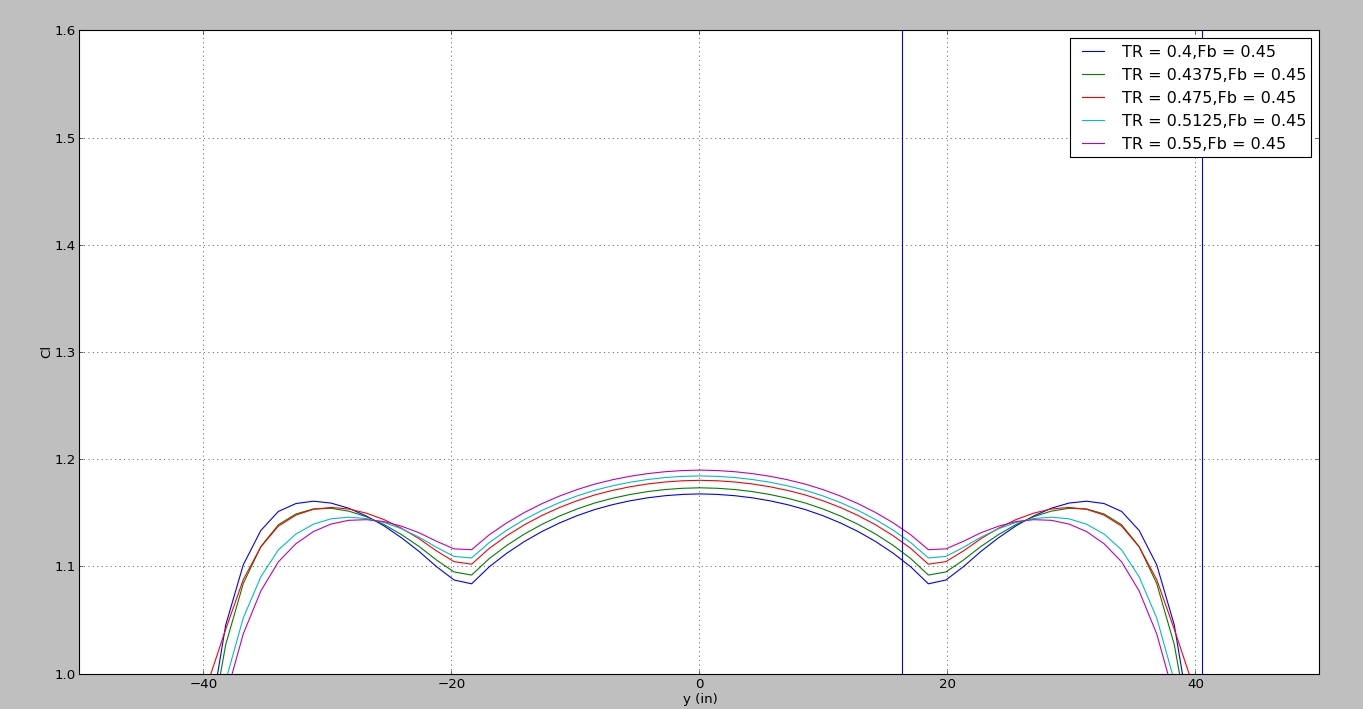 1.6
1.5
1.4
1.3
1.2
1.1
1.0
Cl
−40
−20
0
20
40
y (in)
TR = 0.4,Fb = 0.45
TR = 0.4375,Fb = 0.45
TR = 0.475,Fb = 0.45
TR = 0.5125,Fb = 0.45
TR = 0.55,Fb = 0.45